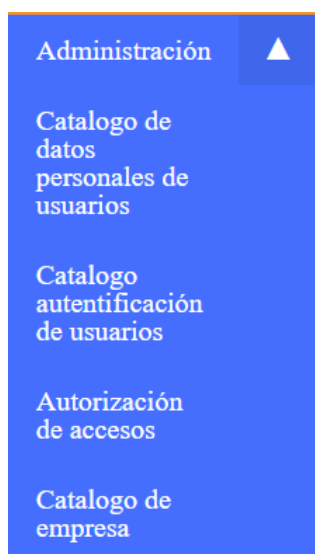 Administración ▲
Catalogo de
datos
personales de
usuarios
Catalogo
autentificación
de usuarios
Autorización
de accesos
Catalogo de
empresa